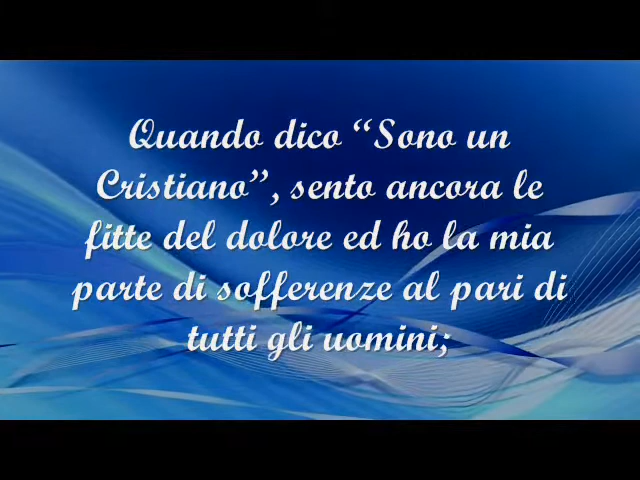 Quando dico “Sono un
Cristiano”, sento ancora le
fitte del dolore ed ho la mia
parte di sofferenze al pari di
tutti gli uomini;